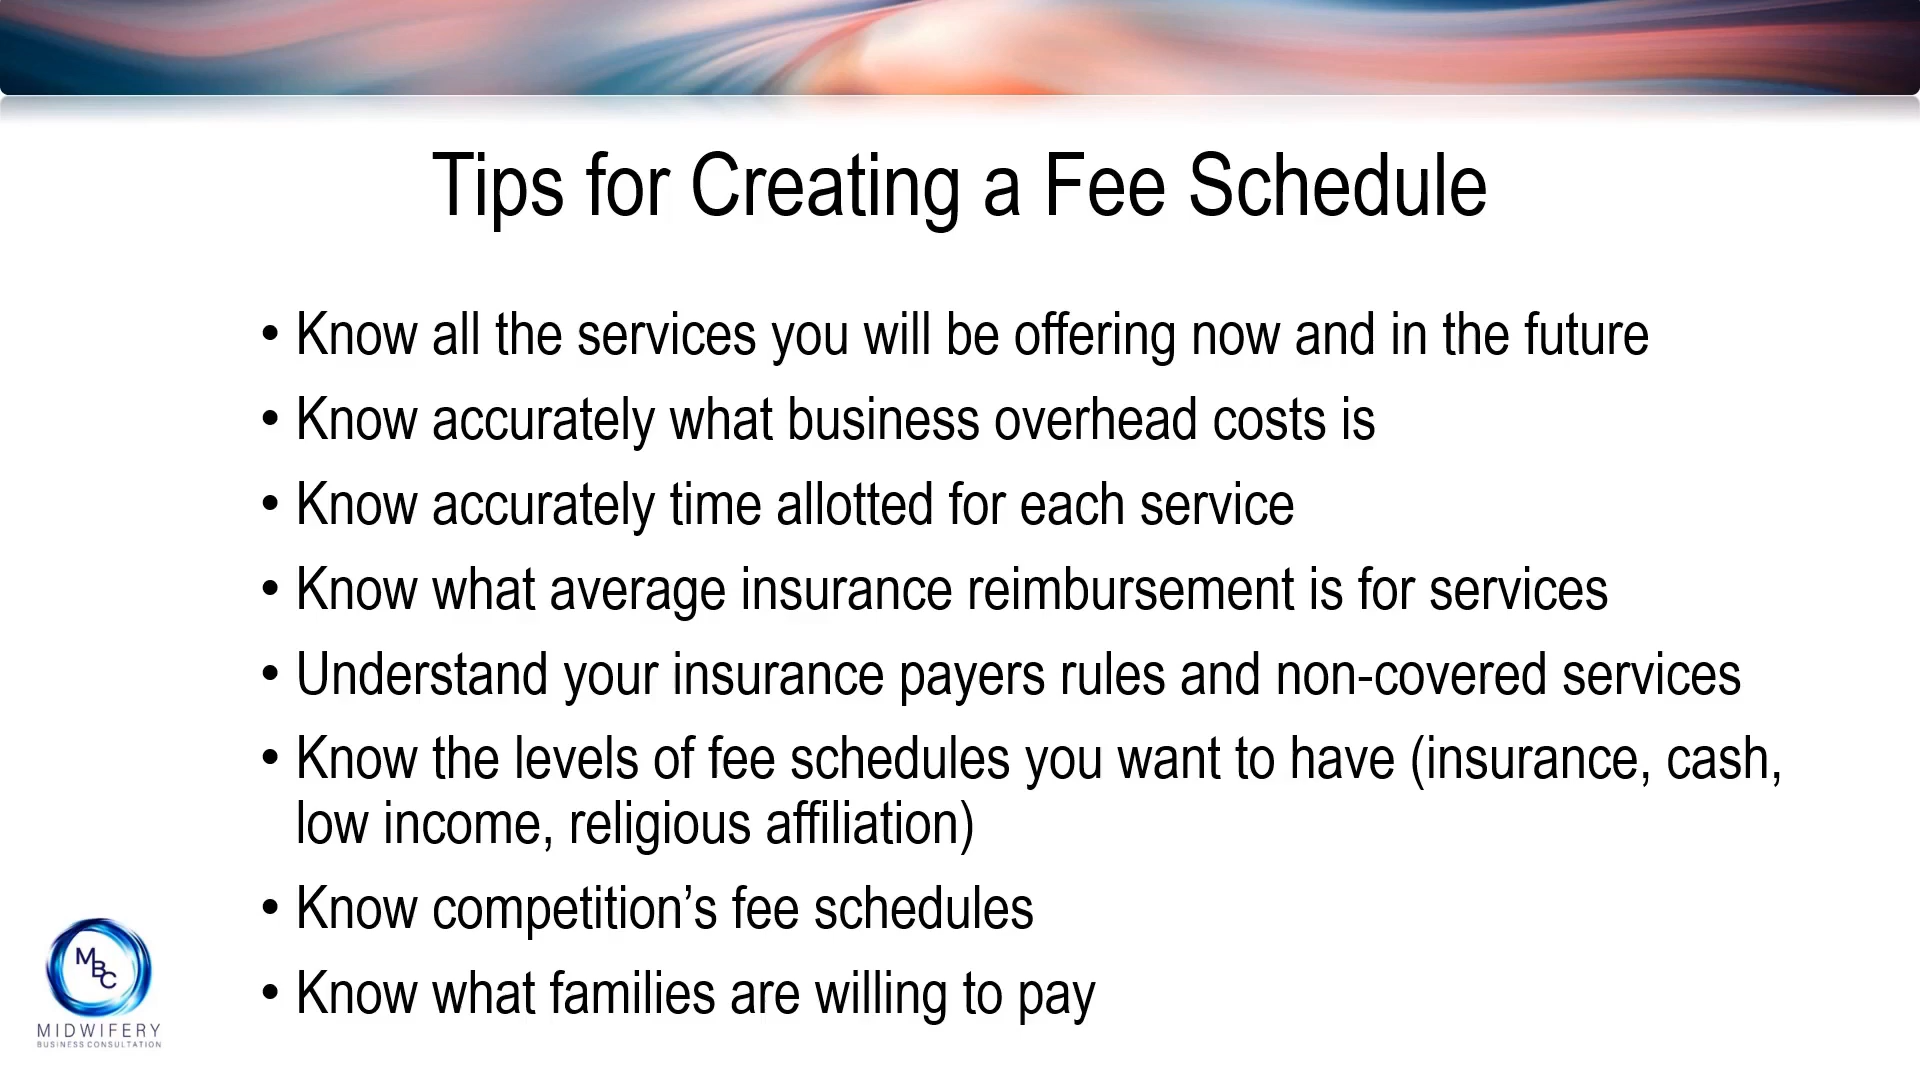 Tips for Creating a Fee Schedule
• Know all the services you will be offering now and in the future
• Know accurately what business overhead costs is
• Know accurately time allotted for each service
• Know what average insurance reimbursement is for services
• Understand your insurance payers rules and non-covered services
• Know the levels of fee schedules you want to have (insurance, cash,
low income, religious affiliation)
• Know competition’s fee schedules
• Know what families are willing to pay
MBC
MIDWIFERY
BUSINESS CONSULTATION